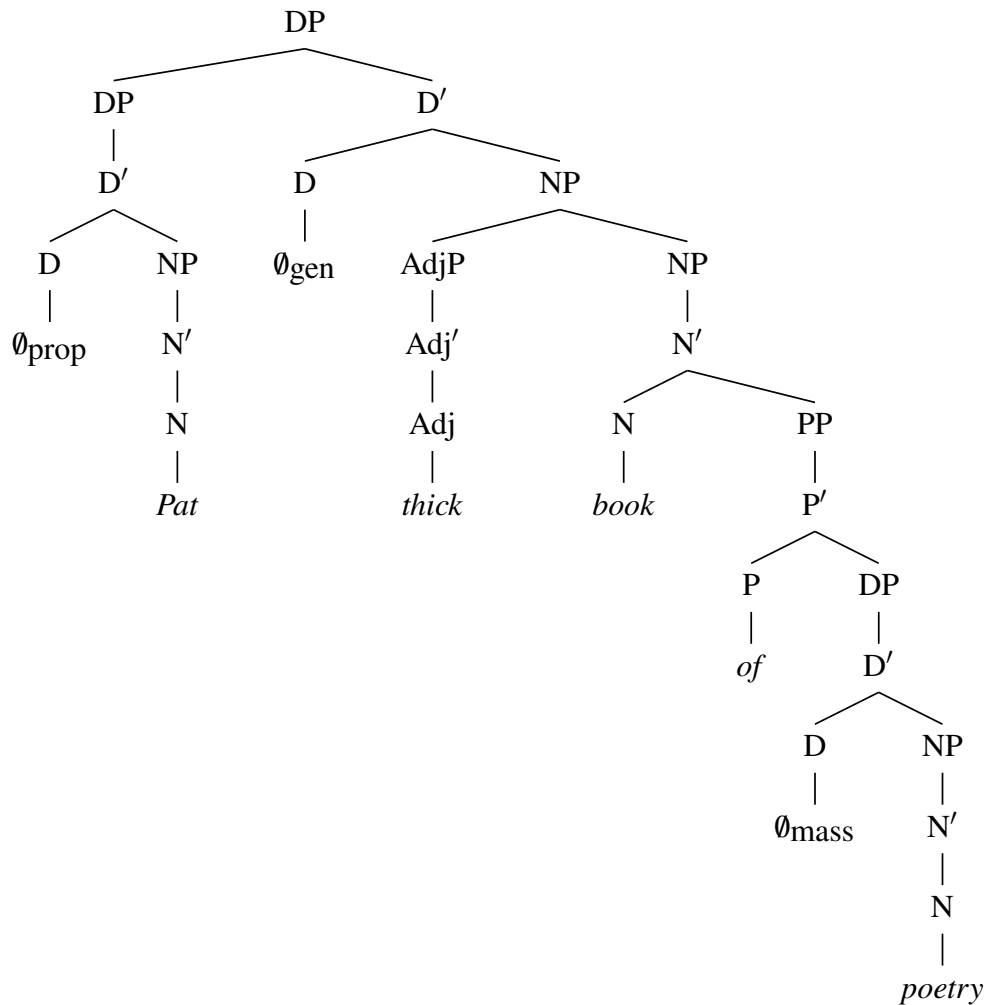 DP
DP D′
D′ D NP
D NP ∅gen AdjP NP
∅prop N′ Adj′ N′
N Adj N PP
Pat thick book P′
P DP
of D′
D NP
∅mass N′
N
poetry